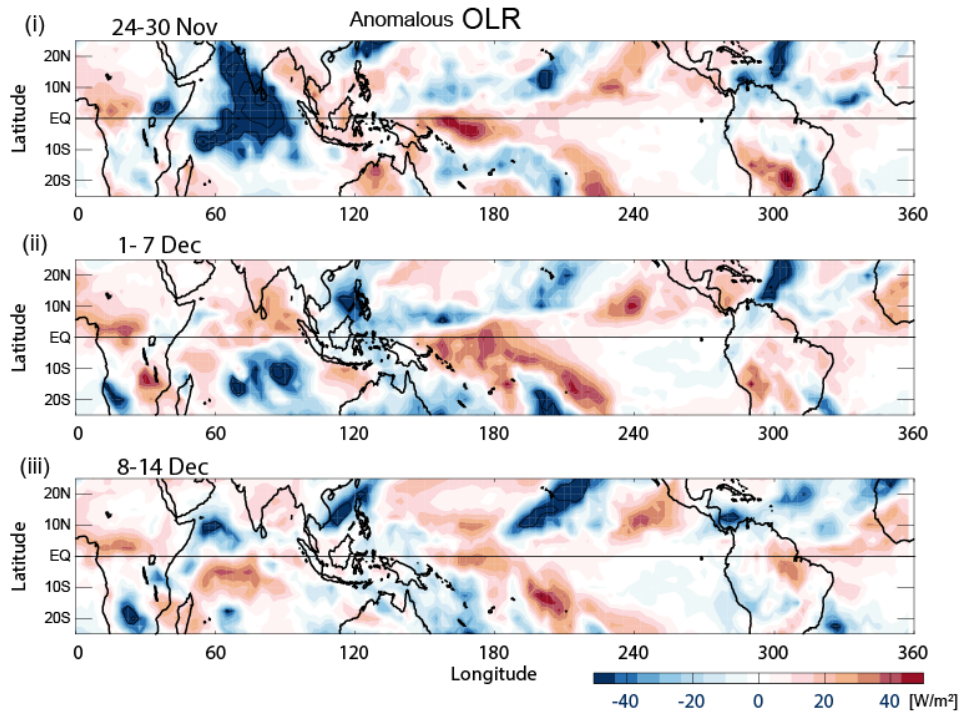 (i)
24-30 Nov
Anomalous OLR
Latitude
20N
10N
EQ
10S
20S
0 60 120 180 240 300 360
(ii)
1- 7 Dec
Latitude
20N
10N
EQ
10S
20S
0 60 120 180 240 300 360
(iii)
8-14 Dec
Latitude
20N
10N
EQ
10S
20S
0 60 120 180 240 300 360
Longitude
-40 -20 0 20 40 [W/m²]